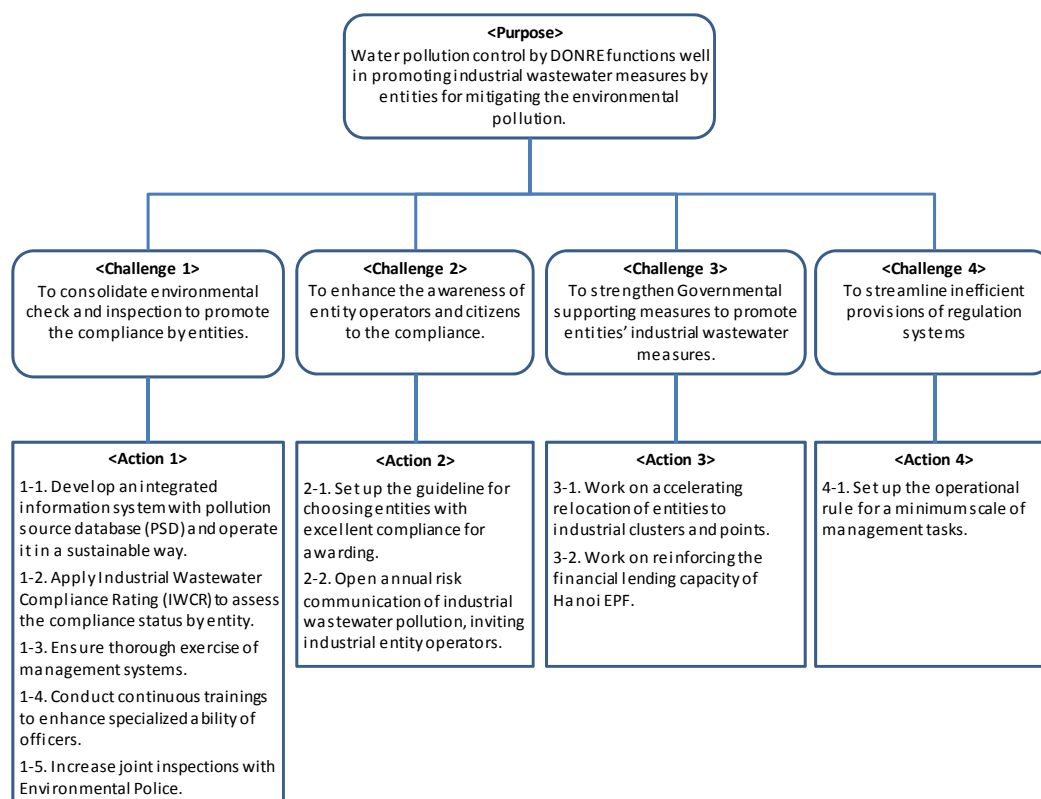 <Purpose>
Water pollution control by DONRE functions well
in promoting industrial wastewater measures by
entities for mitigating the environmental
pollution.
<Challenge 1>
To consolidate environmental
check and inspection to promote
the compliance by entities.
<Challenge 2>
To enhance the awareness of
entity operators and citizens to
the compliance.
<Challenge 3>
To strengthen Governmental
supporting measures to promote
entities' industrial wastewater
measures.
<Challenge 4>
To streamline inefficient
provisions of regulation
systems
<Action 1>
1-1. Develop an integrated
information system with pollution
source database (PSD) and operate
it in a sustainable way.
1-2. Apply Industrial Wastewater
Compliance Rating (IWCR) to assess
the compliance status by entity.
1-3. Ensure thorough exercise of
management systems.
1-4. Conduct continuous trainings
to enhance specialized ability of
officers.
1-5. Increase joint inspections with
Environmental Police.
<Action 2>
2-1. Set up the guideline for
choosing entities with
excellent compliance for
awarding.
2-2. Open annual risk
communication of industrial
wastewater pollution, inviting
industrial entity operators.
<Action 3>
3-1. Work on accelerating
relocation of entities to
industrial clusters and points.
3-2. Work on reinforcing the
financial lending capacity of
Hanoi EPF.
<Action 4>
4-1. Set up the operational
rule for a minimum scale of
management tasks.